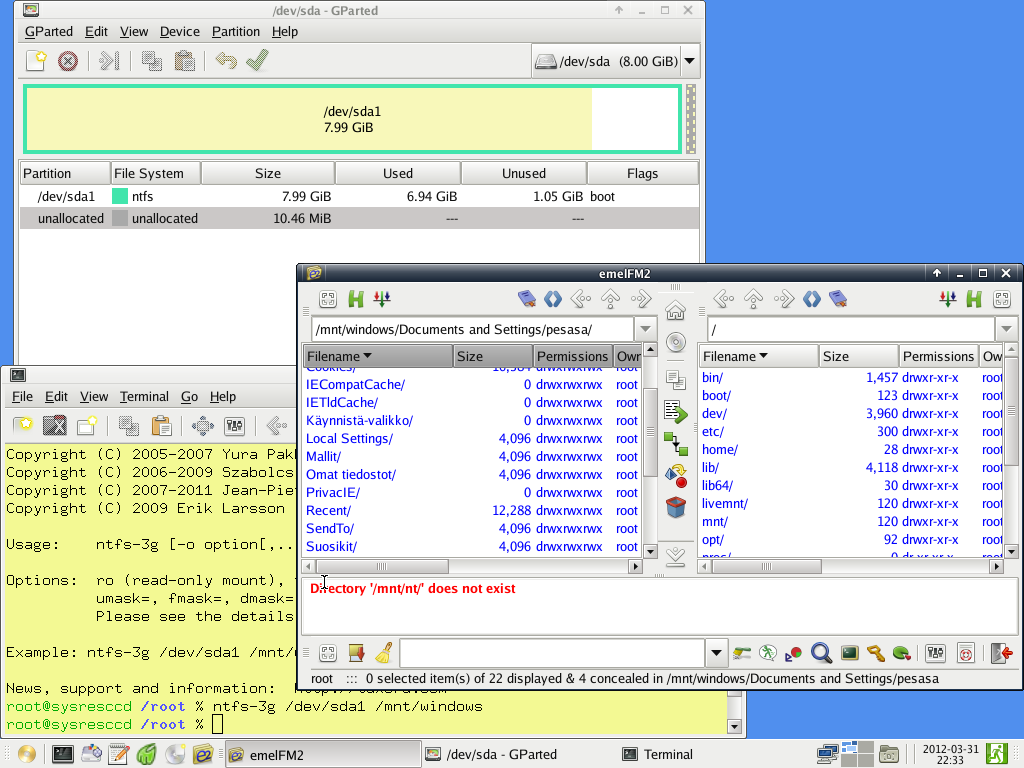 /dev/sda - GParted
GParted Edit View Device Partition Help
/dev/sda (8.00 GiB)
/dev/sda1
7.99 GiB
Partition File System Size Used Unused Flags
/dev/sda1 ntfs 7.99 GiB 6.94 GiB 1.05 GiB boot
unallocated unallocated 10.46 MiB --- ---
emelFM2
/mnt/windows/Documents and Settings/pesasa/
Filename Size Permissions Own
Cookies/ 16,384 drwxrwxrwx root
IECompatCache/ 0 drwxrwxrwx root
IETldCache/ 0 drwxrwxrwx root
Käynnistä-valikko/ 0 drwxrwxrwx root
Local Settings/ 4,096 drwxrwxrwx root
Mallit/ 4,096 drwxrwxrwx root
Omat tiedostot/ 4,096 drwxrwxrwx root
PrivacIE/ 0 drwxrwxrwx root
Recent/ 12,288 drwxrwxrwx root
SendTo/ 4,096 drwxrwxrwx root
Suosikit/ 4,096 drwxrwxrwx root
/
Filename Size Permissions Ow
bin/ 1,457 drwxr-xr-x root
boot/ 123 drwxr-xr-x root
dev/ 3,960 drwxr-xr-x root
etc/ 300 drwxr-xr-x root
home/ 28 drwxr-xr-x root
lib/ 4,118 drwxr-xr-x root
lib64/ 30 drwxr-xr-x root
livemnt/ 120 drwxr-xr-x root
mnt/ 120 drwxr-xr-x root
opt/ 92 drwxr-xr-x root
proc/ 0 dr-xr-xr-x root
Directory '/mnt/nt/' does not exist
root ::: 0 selected item(s) of 22 displayed & 4 concealed in /mnt/windows/Documents and Settings/pesasa
File Edit View Terminal Go Help
Copyright (C) 2005-2007 Yura Pak
Copyright (C) 2006-2009 Szabolcs
Copyright (C) 2007-2011 Jean-Pie
Copyright (C) 2009 Erik Larsson
Usage: ntfs-3g [-o option[,..
Options: ro (read-only mount),
umask=, fmask=, dmask=
Please see the details
Example: ntfs-3g /dev/sda1 /mnt/
News, support and information:
root@sysresccd /root % ntfs-3g /dev/sda1 /mnt/windows
root@sysresccd /root %
emelFM2 /dev/sda - GParted Terminal
2012-03-31
22:33